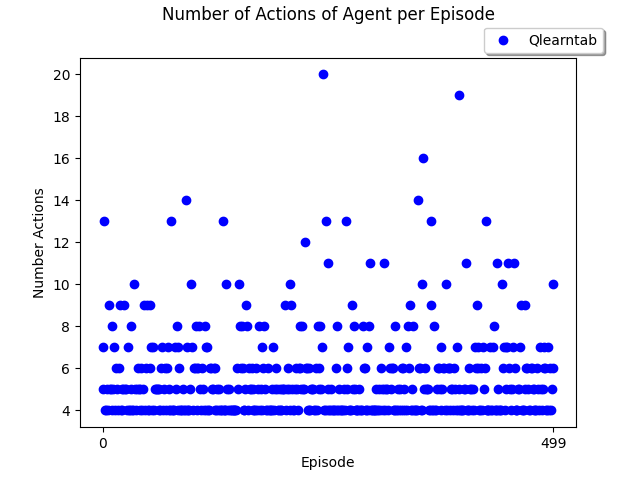 Number of Actions of Agent per Episode
Qlearntab
20
18
16
14
12
10
8
6
4
Number Actions
0 499
Episode